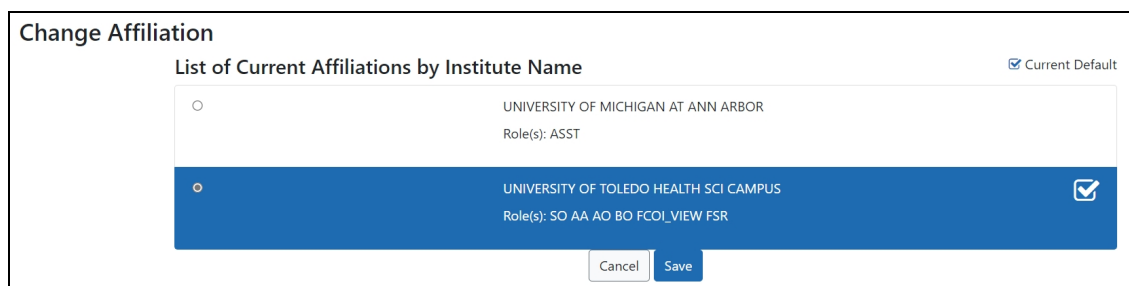 Change Affiliation
List of Current Affiliations by Institute Name
Current Default
UNIVERSITY OF MICHIGAN AT ANN ARBOR
Role(s): ASST
UNIVERSITY OF TOLEDO HEALTH SCI CAMPUS
Role(s): SO AA AO BO FCOI_VIEW FSR
Cancel
Save